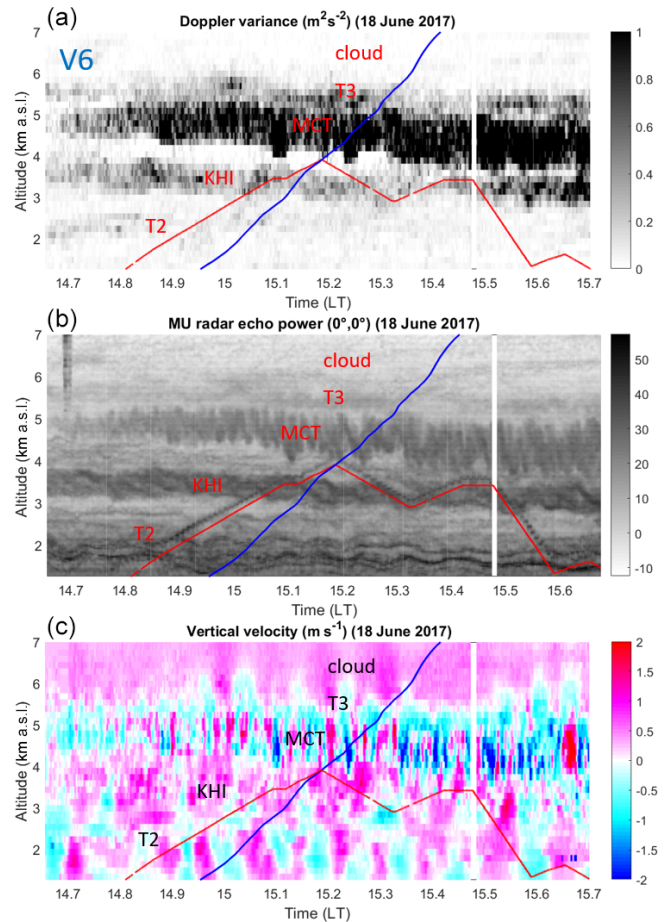 (a)
Doppler variance (m²s⁻²) (18 June 2017)
V6
cloud
T3
MCT
KHI
T2
Altitude (km a.s.l.)
7
6
5
4
3
2
14.7 14.8 14.9 15 15.1 15.2 15.3 15.4 15.5 15.6 15.7
Time (LT)
1
0.8
0.6
0.4
0.2
0
(b)
MU radar echo power (0°,0°) (18 June 2017)
cloud
T3
MCT
KHI
T2
Altitude (km a.s.l.)
7
6
5
4
3
2
14.7 14.8 14.9 15 15.1 15.2 15.3 15.4 15.5 15.6
Time (LT)
50
40
30
20
10
0
-10
(c)
Vertical velocity (m s⁻¹) (18 June 2017)
cloud
T3
MCT
KHI
T2
Altitude (km a.s.l.)
7
6
5
4
3
2
14.7 14.8 14.9 15 15.1 15.2 15.3 15.4 15.5 15.6 15.7
Time (LT)
2
1.5
1
0.5
0
-0.5
-1
-1.5
-2